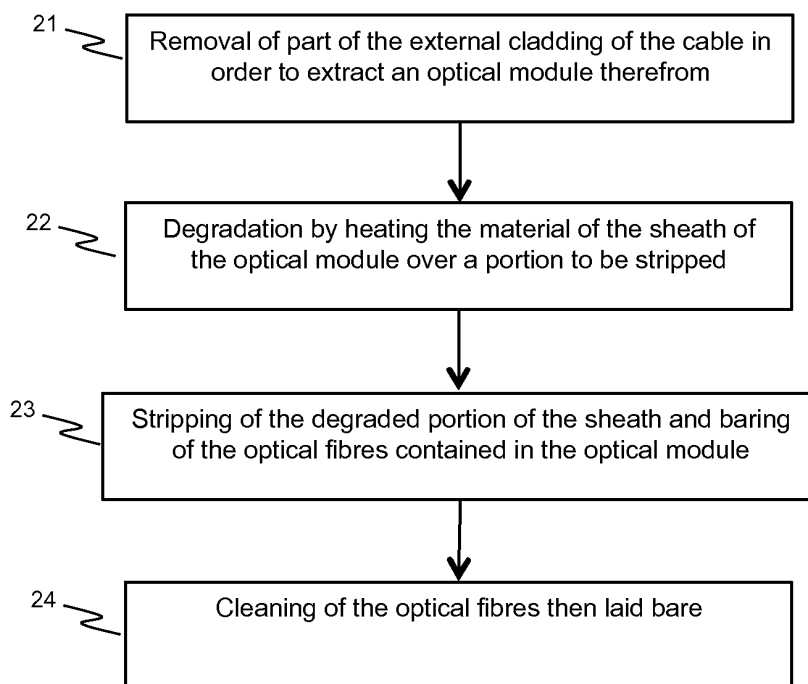 21
Removal of part of the external cladding of the cable in
order to extract an optical module therefrom
22
Degradation by heating the material of the sheath of
the optical module over a portion to be stripped
23
Stripping of the degraded portion of the sheath and baring
of the optical fibres contained in the optical module
24
Cleaning of the optical fibres then laid bare